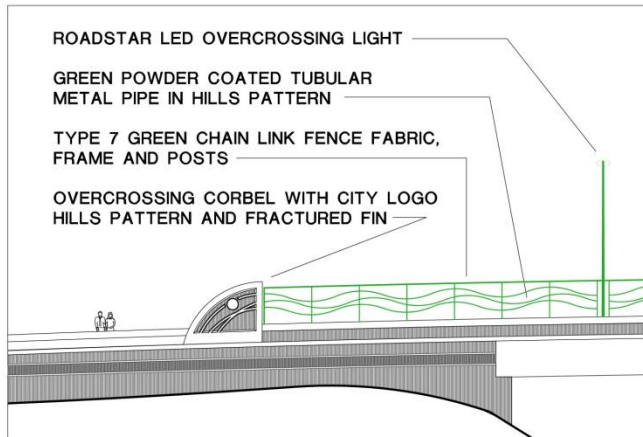 ROADSTAR LED OVERCROSSING LIGHT
GREEN POWDER COATED TUBULAR
METAL PIPE IN HILLS PATTERN
TYPE 7 GREEN CHAIN LINK FENCE FABRIC,
FRAME AND POSTS
OVERCROSSING CORBEL WITH CITY LOGO
HILLS PATTERN AND FRACTURED FIN